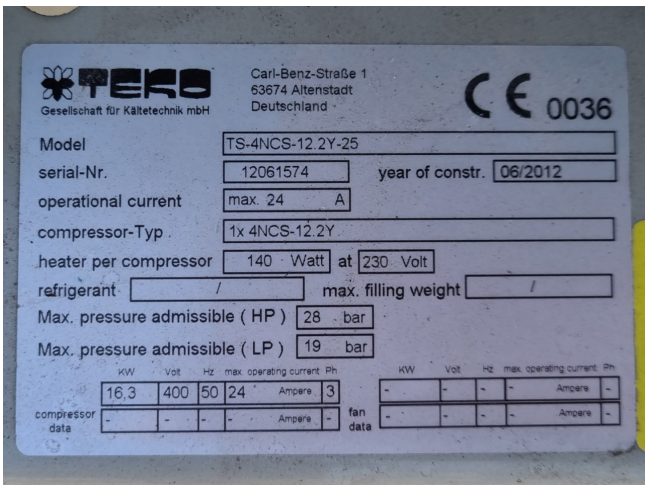 TEKO
Gesellschaft für Kältetechnik mbH
Carl-Benz-Straße 1
63674 Altenstadt
Deutschland
CE 0036
Model TS-4NCS-12.2Y-25
serial-Nr. 12061574 year of constr. 06/2012
operational current max. 24 A
compressor-Typ 1x 4NCS-12.2Y
heater per compressor 140 Watt at 230 Volt
refrigerant / max. filling weight /
Max. pressure admissible ( HP ) 28 bar
Max. pressure admissible ( LP ) 19 bar
KW Volt Hz max. operating current Ph KW Volt Hz max. operating current Ph
16,3 400 50 24 Ampere 3 - - - - Ampere -
compressor data - - - - Ampere - fan data - - - - Ampere -